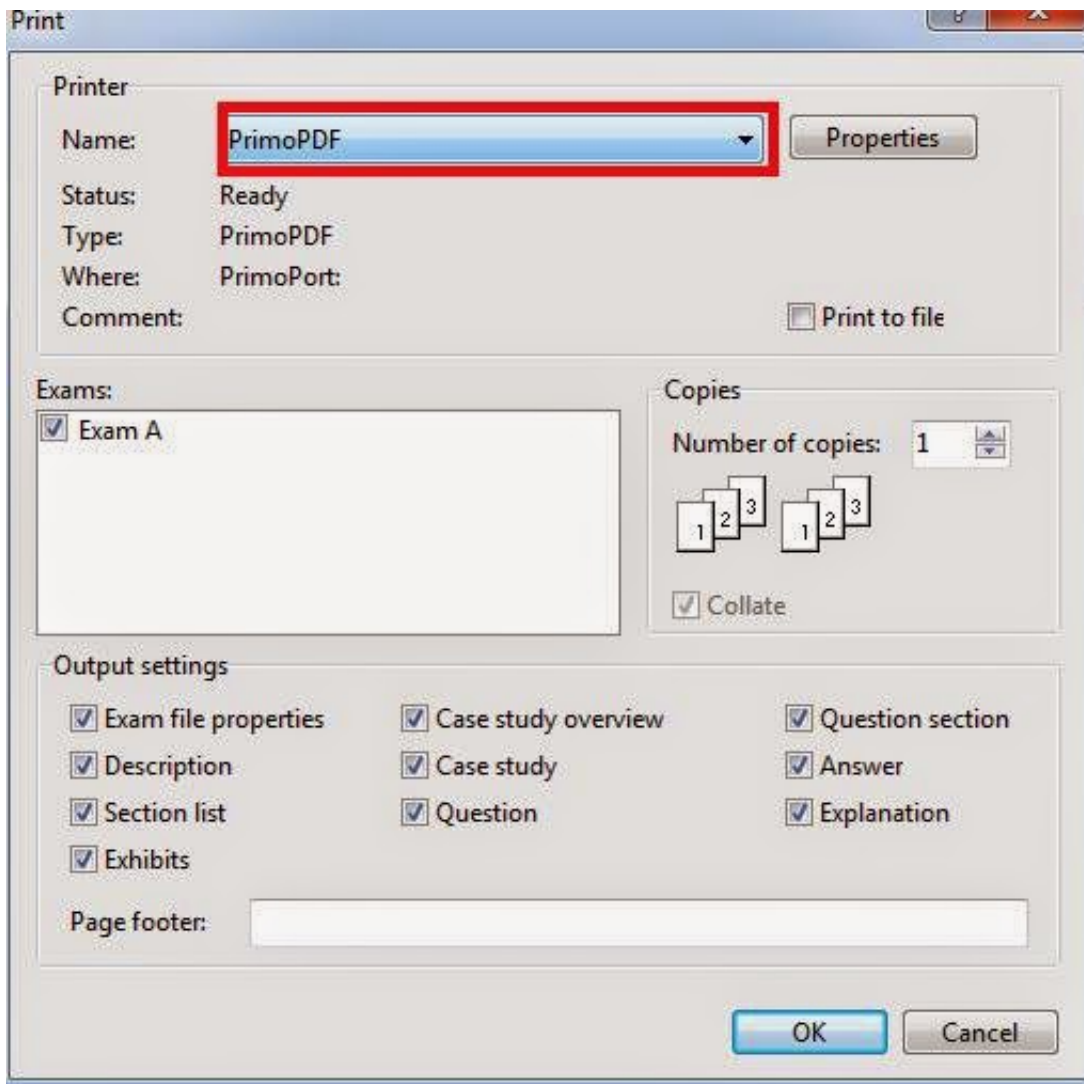 Print
Printer
Name: PrimoPDF Properties
Status: Ready
Type: PrimoPDF
Where: PrimoPort:
Comment: Print to file
Exams: Copies
Exam A
Number of copies: 1
1 2 3 1 2 3
Collate
Output settings
Exam file properties Case study overview Question section
Description Case study Answer
Section list Question Explanation
Exhibits
Page footer:
OK Cancel